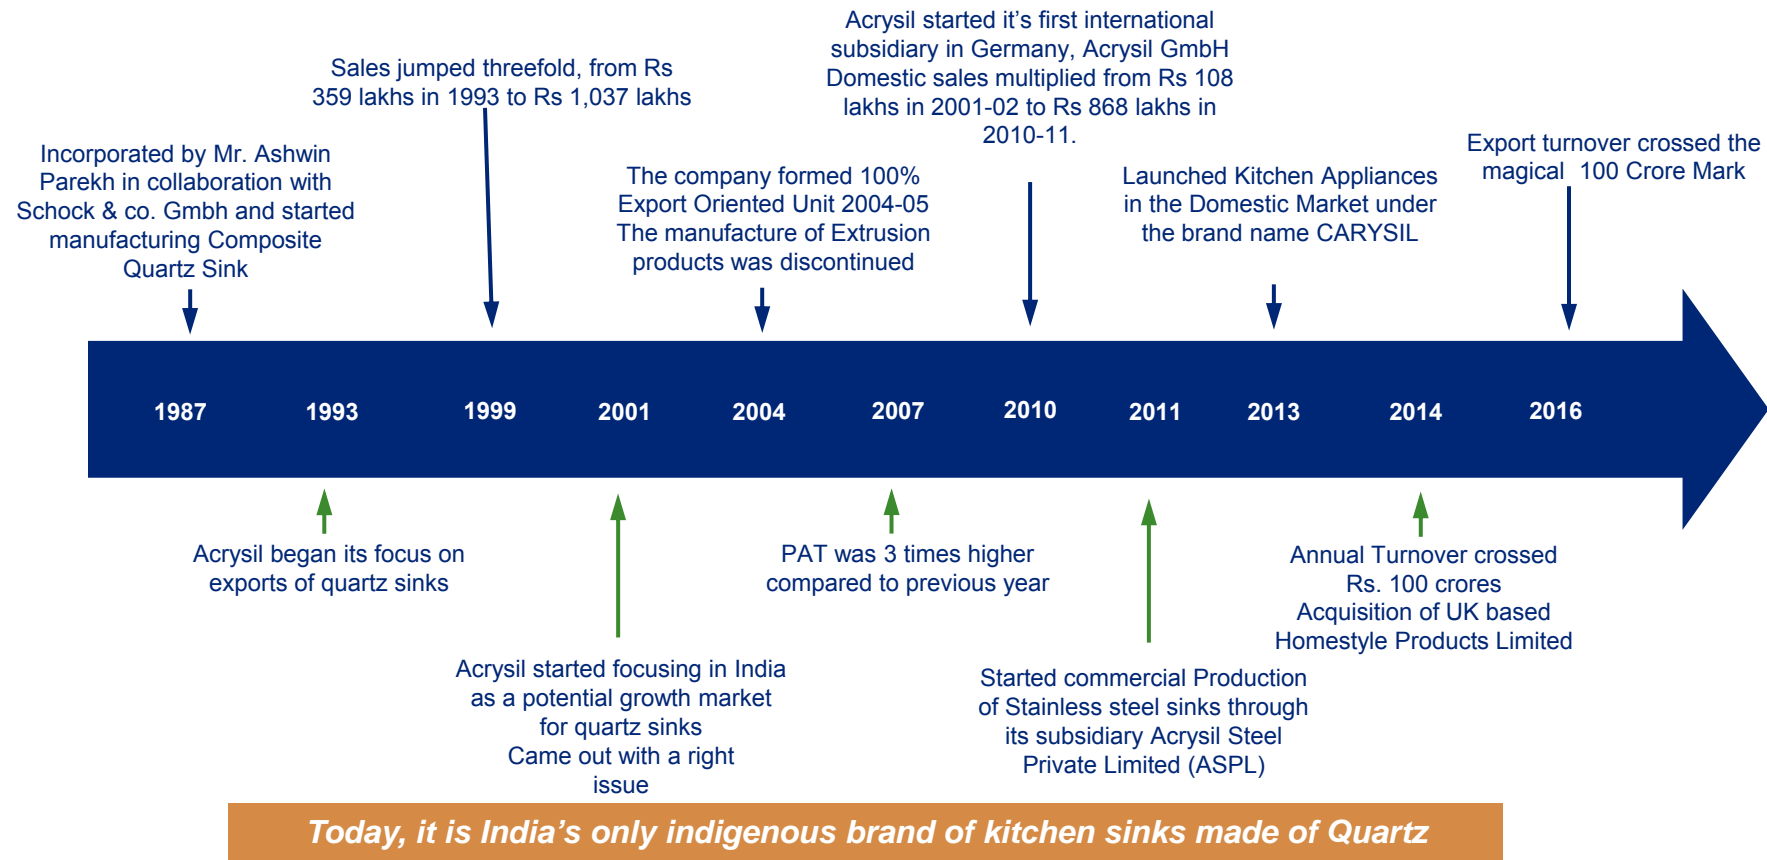 Acrysil started it's first international
subsidiary in Germany, Acrysil GmbH
Domestic sales multiplied from Rs 108
lakhs in 2001-02 to Rs 868 lakhs in
2010-11.
Sales jumped threefold, from Rs
359 lakhs in 1993 to Rs 1,037 lakhs
Incorporated by Mr. Ashwin
Parekh in collaboration with
Schock & co. Gmbh and started
manufacturing Composite
Quartz Sink
The company formed 100%
Export Oriented Unit 2004-05
The manufacture of Extrusion
products was discontinued
Launched Kitchen Appliances
in the Domestic Market under
the brand name CARYSIL
Export turnover crossed the
magical 100 Crore Mark
1987 1993 1999 2001 2004 2007 2010 2011 2013 2014 2016
Acrysil began its focus on
exports of quartz sinks
Acrysil started focusing in India
as a potential growth market
for quartz sinks
Came out with a right
issue
PAT was 3 times higher
compared to previous year
Started commercial Production
of Stainless steel sinks through
its subsidiary Acrysil Steel
Private Limited (ASPL)
Annual Turnover crossed
Rs. 100 crores
Acquisition of UK based
Homestyle Products Limited
Today, it is India's only indigenous brand of kitchen sinks made of Quartz